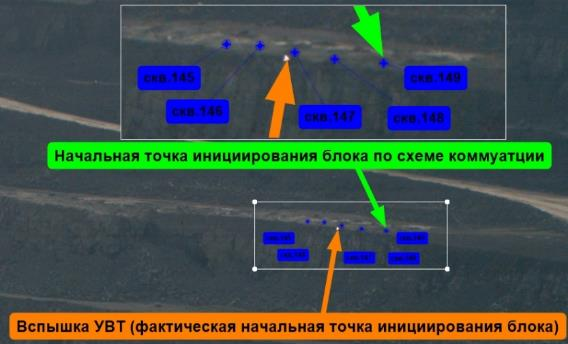 скв.145
скв.149
скв.146
скв.147
скв.148
Начальная точка инициирования блока по схеме коммуатции
Вспышка УВТ (фактическая начальная точка инициирования блока)